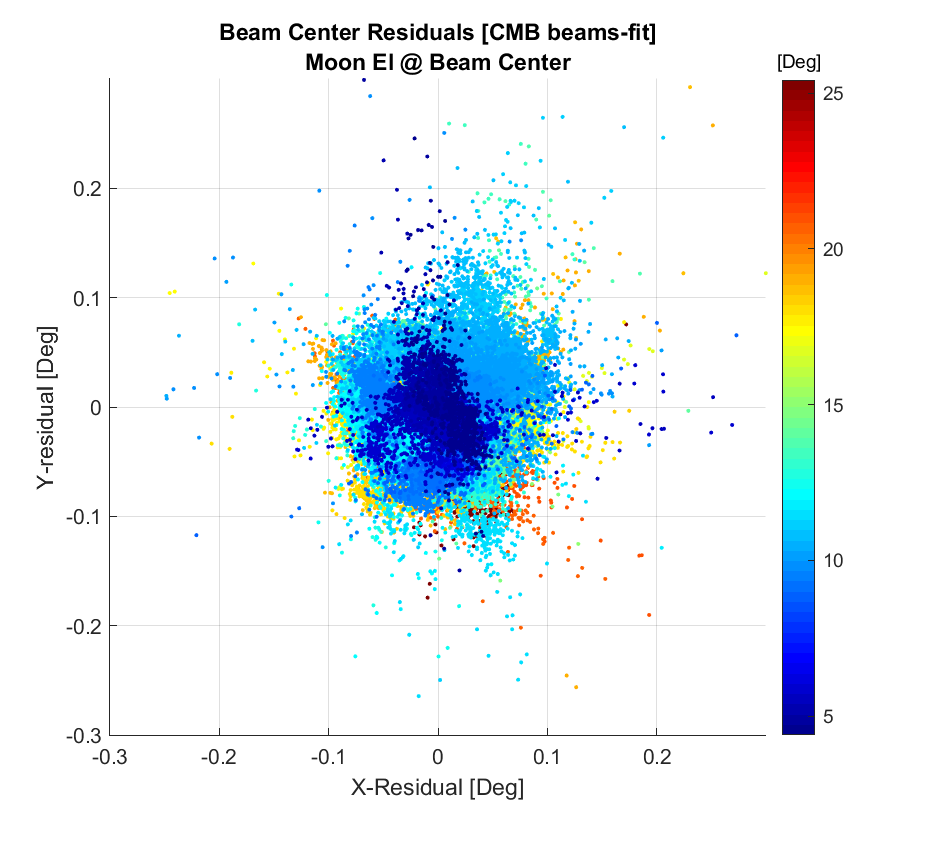 Beam Center Residuals [CMB beams-fit]
Moon El @ Beam Center
[Deg]
25
20
15
10
5
Y-residual [Deg]
0.2
0.1
0
-0.1
-0.2
-0.3
-0.3 -0.2 -0.1 0 0.1 0.2
X-Residual [Deg]